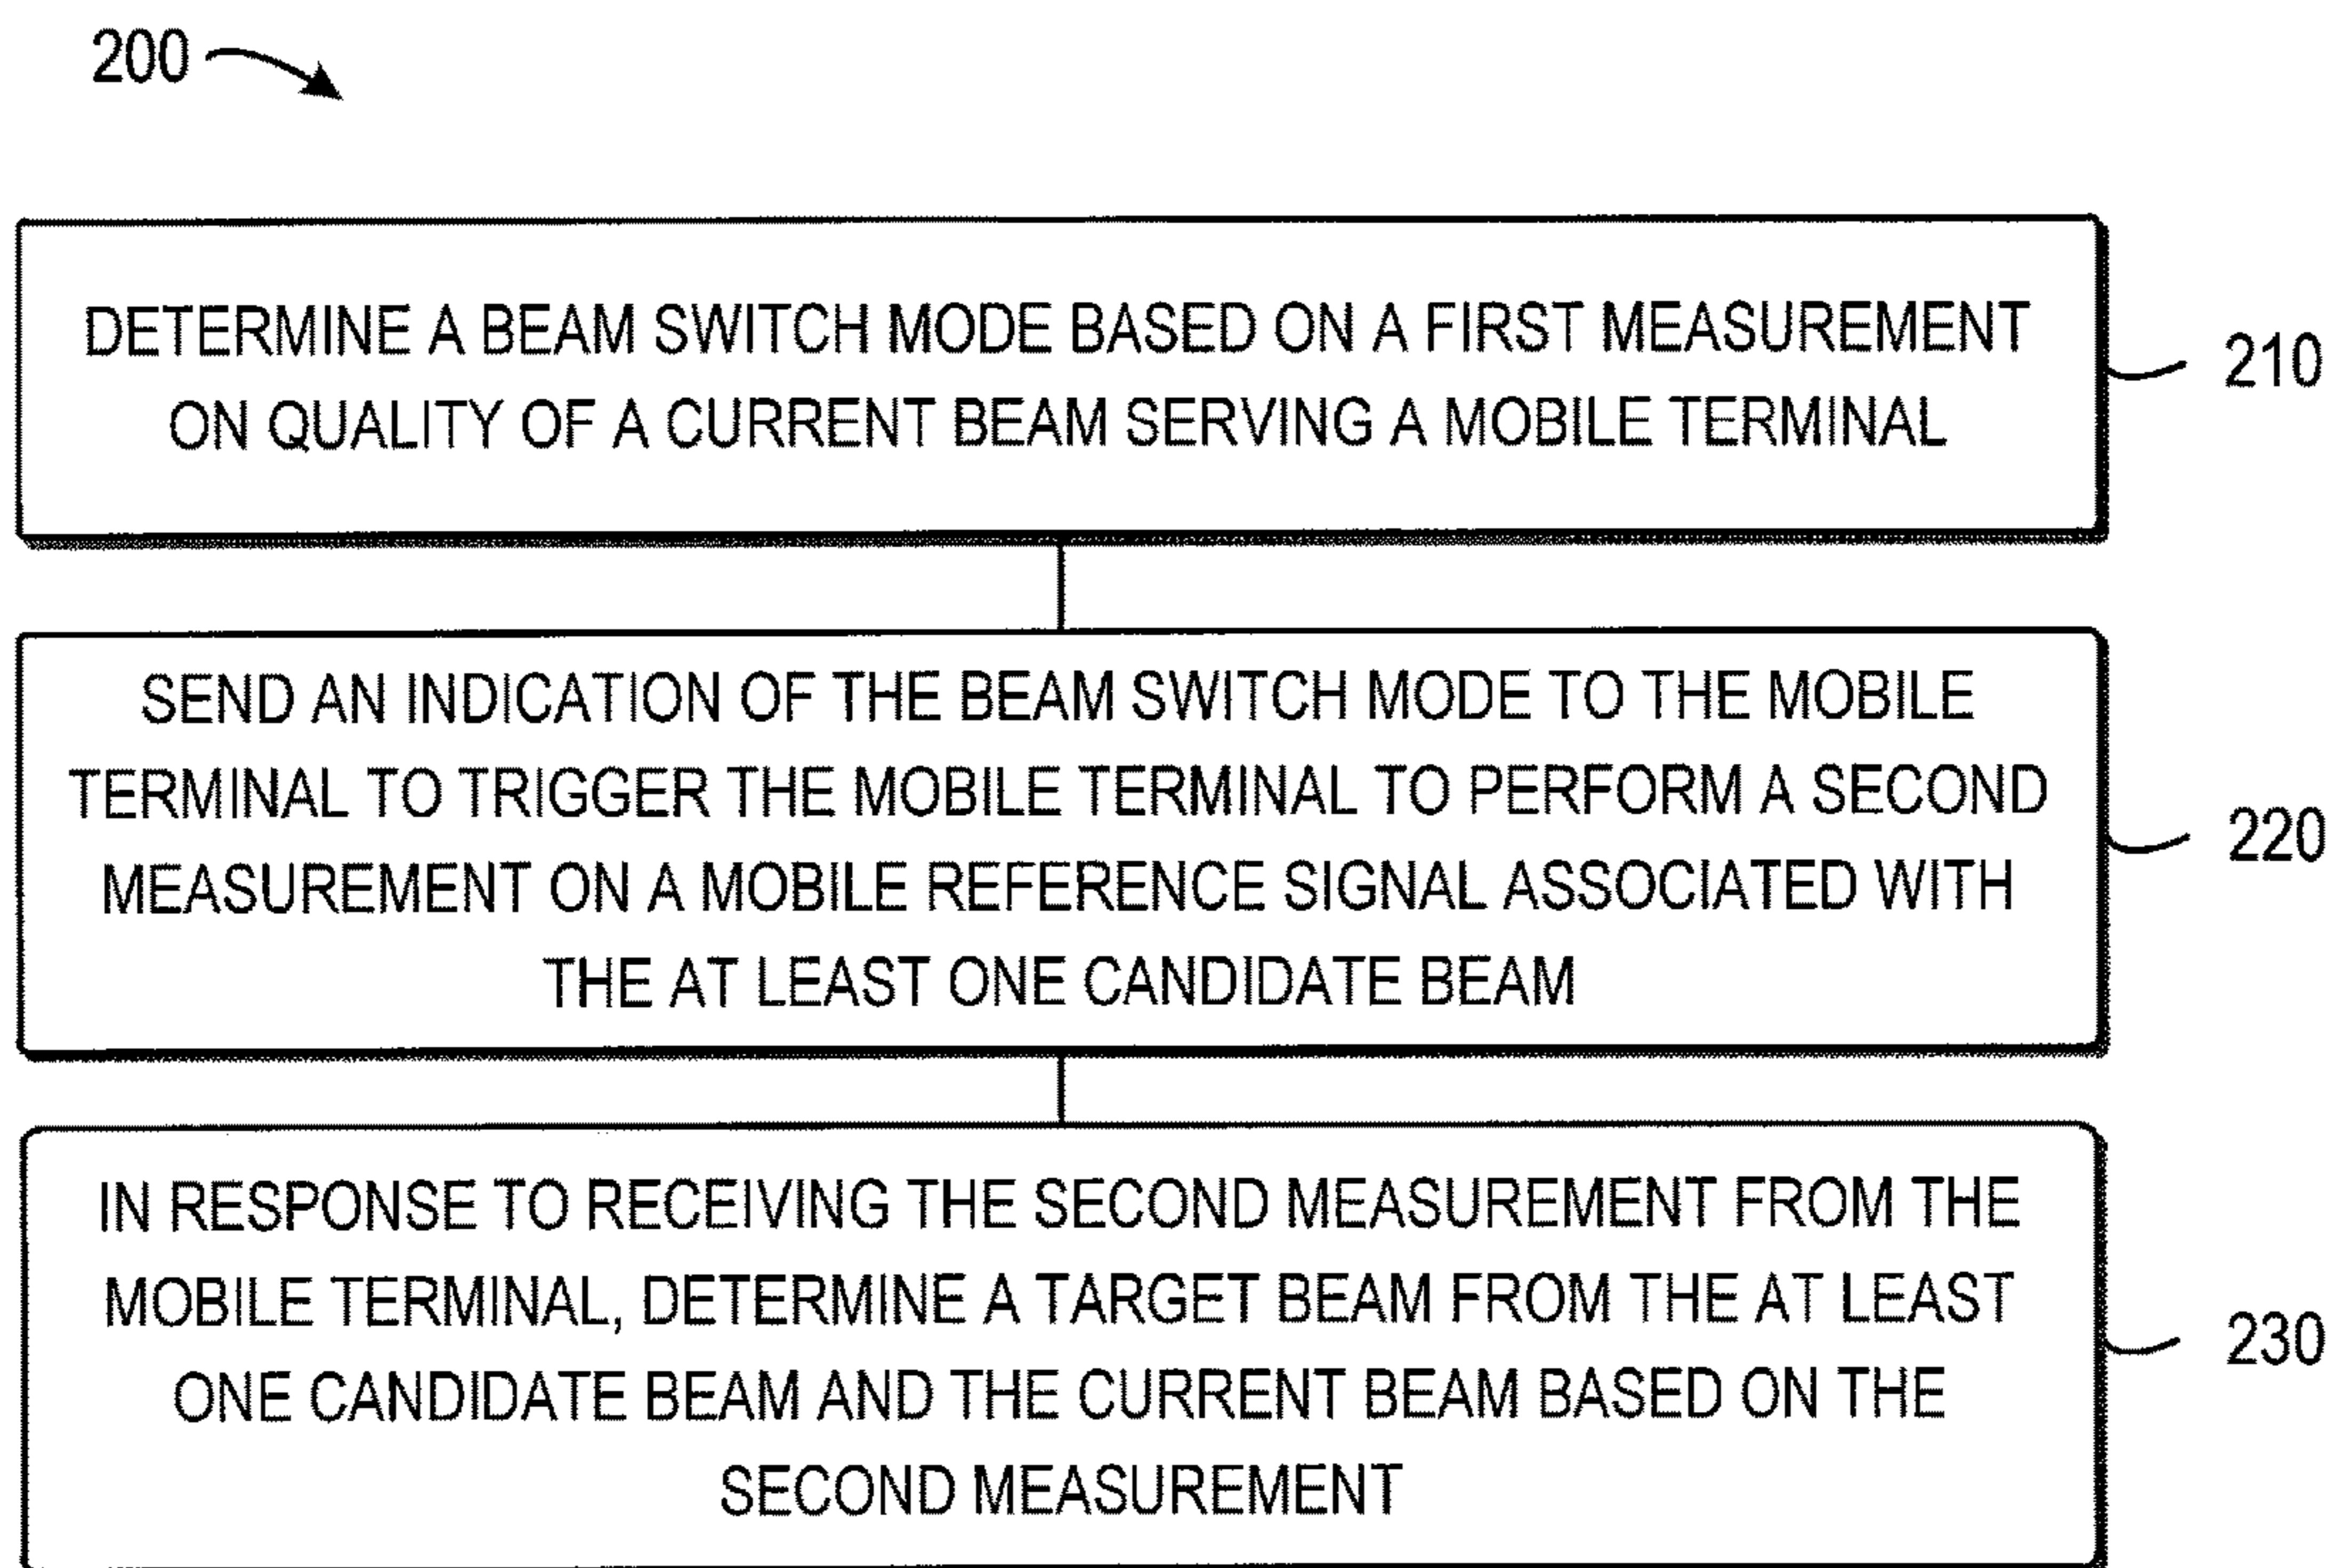 200
DETERMINE A BEAM SWITCH MODE BASED ON A FIRST MEASUREMENT
ON QUALITY OF A CURRENT BEAM SERVING A MOBILE TERMINAL
210
SEND AN INDICATION OF THE BEAM SWITCH MODE TO THE MOBILE
TERMINAL TO TRIGGER THE MOBILE TERMINAL TO PERFORM A SECOND
MEASUREMENT ON A MOBILE REFERENCE SIGNAL ASSOCIATED WITH
THE AT LEAST ONE CANDIDATE BEAM
220
IN RESPONSE TO RECEIVING THE SECOND MEASUREMENT FROM THE
MOBILE TERMINAL, DETERMINE A TARGET BEAM FROM THE AT LEAST
ONE CANDIDATE BEAM AND THE CURRENT BEAM BASED ON THE
SECOND MEASUREMENT
230